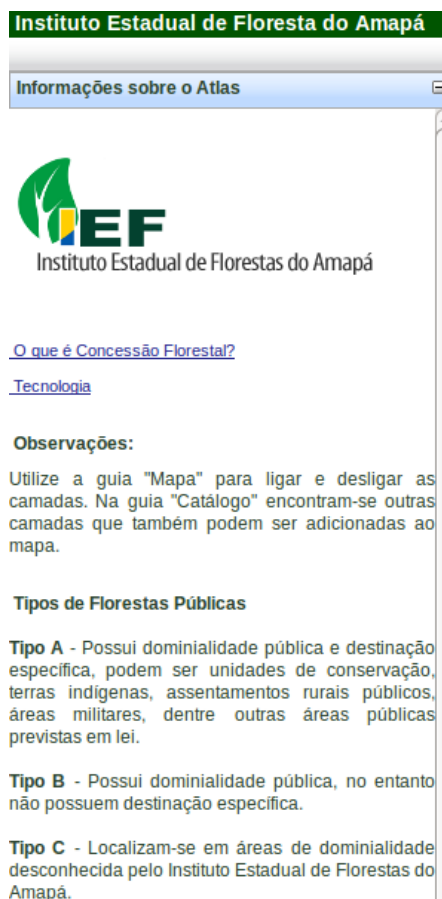 Instituto Estadual de Floresta do Amapá
Informações sobre o Atlas
IEF
Instituto Estadual de Florestas do Amapá
O que é Concessão Florestal?
Tecnologia
Observações:
Utilize a guia "Mapa" para ligar e desligar as
camadas. Na guia "Catálogo" encontram-se outras
camadas que também podem ser adicionadas ao
mapa.
Tipos de Florestas Públicas
Tipo A - Possui dominialidade pública e destinação
específica, podem ser unidades de conservação,
terras indígenas, assentamentos rurais públicos,
áreas militares, dentre outras áreas públicas
previstas em lei.
Tipo B - Possui dominialidade pública, no entanto
não possuem destinação específica.
Tipo C - Localizam-se em áreas de dominialidade
desconhecida pelo Instituto Estadual de Florestas do
Amapá.